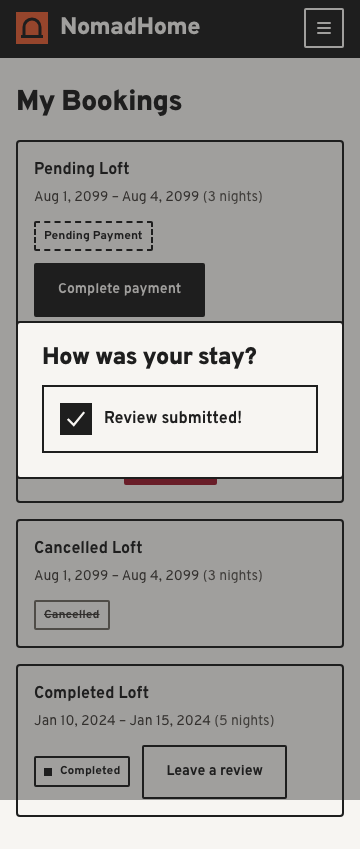 NomadHome
My Bookings
Pending Loft
Aug 1, 2099 – Aug 4, 2099 (3 nights)
Pending Payment
Complete payment
How was your stay?
Review submitted!
Cancelled Loft
Aug 1, 2099 – Aug 4, 2099 (3 nights)
Cancelled
Completed Loft
Jan 10, 2024 – Jan 15, 2024 (5 nights)
Completed
Leave a review